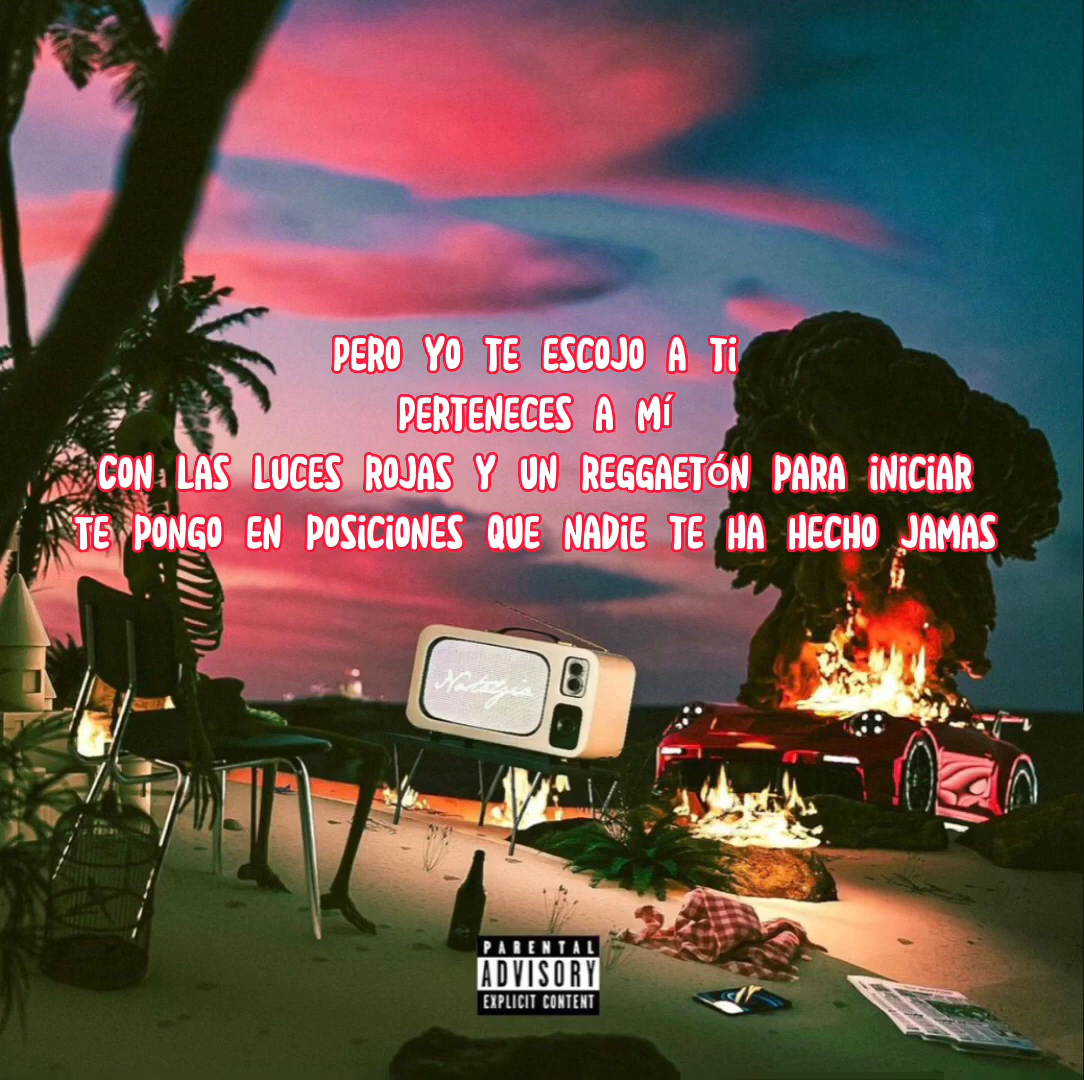 PERO YO TE ESCOJO A Ti
PERTENECES A Mí
CON LAS LUCES ROJAS Y UN REGGAETóN PARA iNiCiAR
TE PONGO EN POSiCiONES QUE NADiE TE HA HECHO JAMAS
Nostalgia
PARENTAL
ADVISORY
EXPLICIT CONTENT